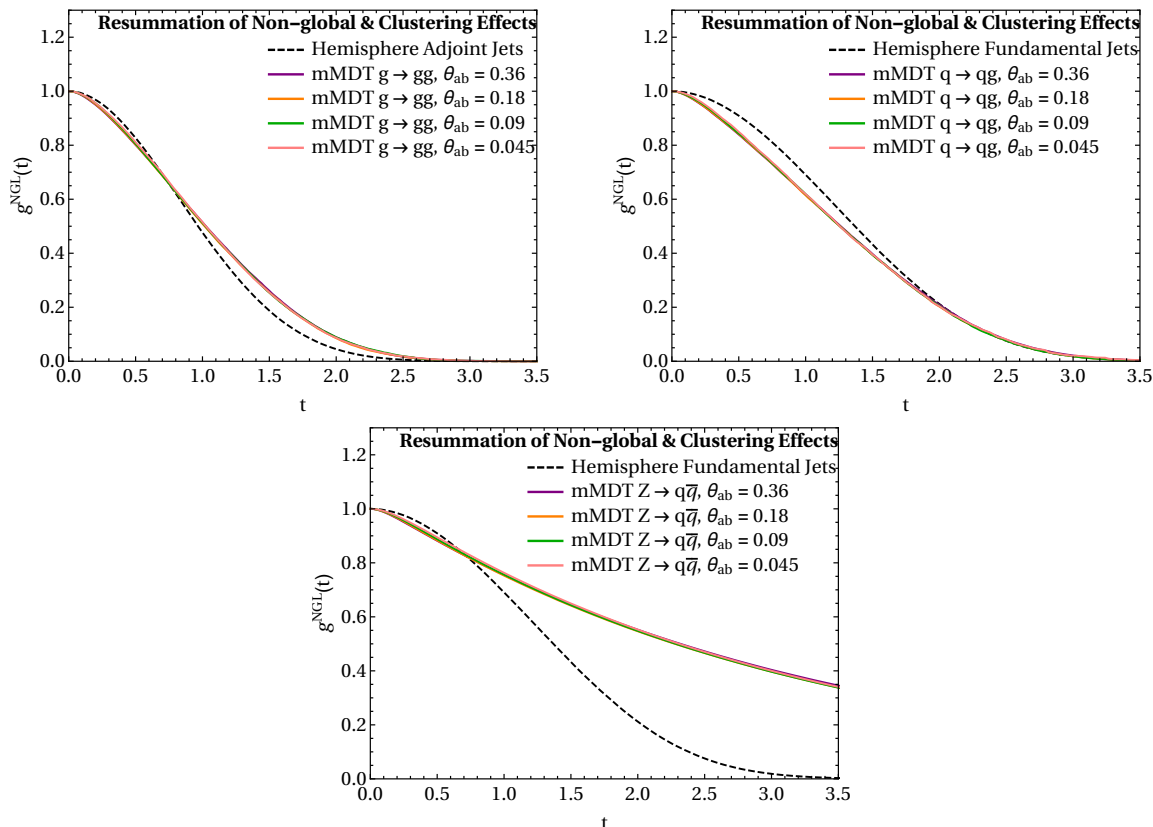 Resummation of Non-global & Clustering Effects
Hemisphere Adjoint Jets
mMDT g → gg, θab = 0.36
mMDT g → gg, θab = 0.18
mMDT g → gg, θab = 0.09
mMDT g → gg, θab = 0.045
1.2
1.0
0.8
0.6
0.4
0.2
0.0
gNGL(t)
0.0 0.5 1.0 1.5 2.0 2.5 3.0 3.5
t
Resummation of Non-global & Clustering Effects
Hemisphere Fundamental Jets
mMDT q → qg, θab = 0.36
mMDT q → qg, θab = 0.18
mMDT q → qg, θab = 0.09
mMDT q → qg, θab = 0.045
1.2
1.0
0.8
0.6
0.4
0.2
0.0
gNGL(t)
0.0 0.5 1.0 1.5 2.0 2.5 3.0 3.5
t
Resummation of Non-global & Clustering Effects
Hemisphere Fundamental Jets
mMDT Z → qq̅, θab = 0.36
mMDT Z → qq̅, θab = 0.18
mMDT Z → qq̅, θab = 0.09
mMDT Z → qq̅, θab = 0.045
1.2
1.0
0.8
0.6
0.4
0.2
0.0
gNGL(t)
0.0 0.5 1.0 1.5 2.0 2.5 3.0 3.5
t